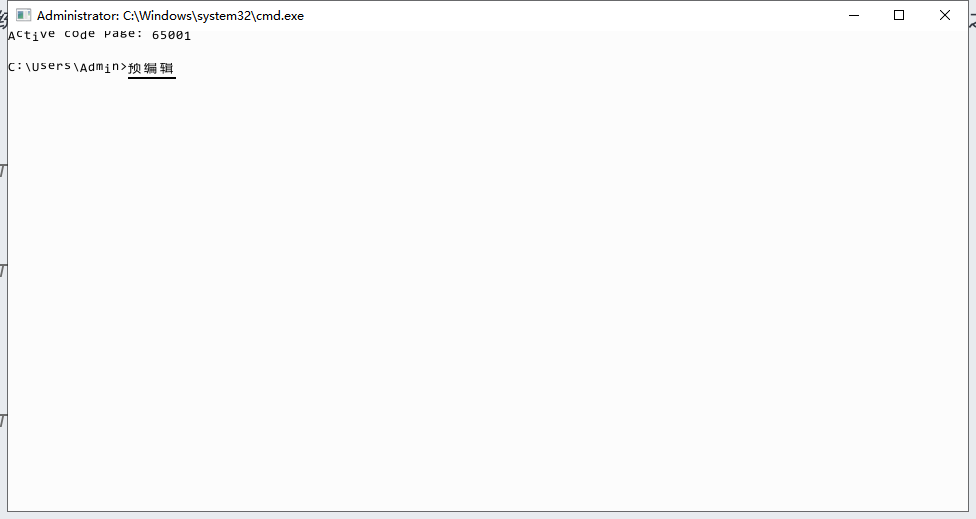 Administrator: C:\Windows\system32\cmd.exe
Active code page: 65001
C:\Users\Admin>预编辑